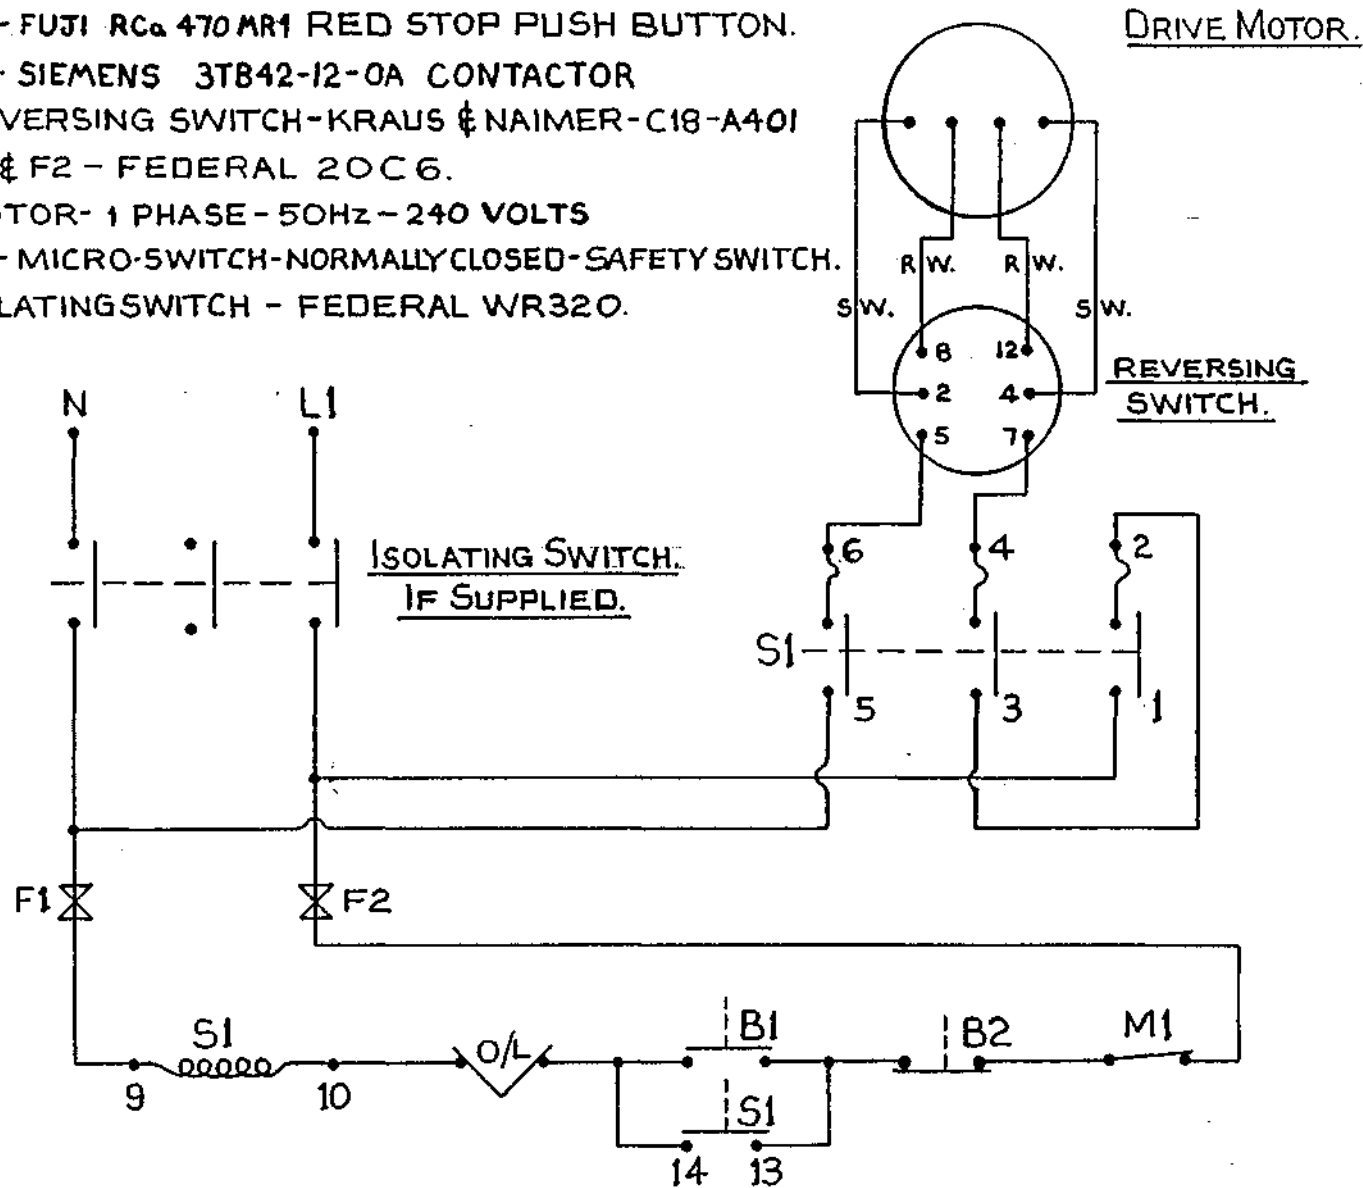 - FUJI RCa 470 MR1 RED STOP PUSH BUTTON.
- SIEMENS 3TB42-12-0A CONTACTOR
VERSING SWITCH-KRAUS & NAIMER-C18-A401
& F2 - FEDERAL 20C6.
TOR- 1 PHASE-50Hz-240 VOLTS
- MICRO-SWITCH-NORMALLY CLOSED-SAFETY SWITCH.
LATING SWITCH - FEDERAL WR320.
DRIVE MOTOR.
R W. R W.
S W. S W.
8 12
2 4
5 7
REVERSING
SWITCH.
N L1
ISOLATING SWITCH.
IF SUPPLIED.
6 4 2
S1
5 3 1
F1 F2
S1 O/L B1 B2 M1
9 10
S1
14 13